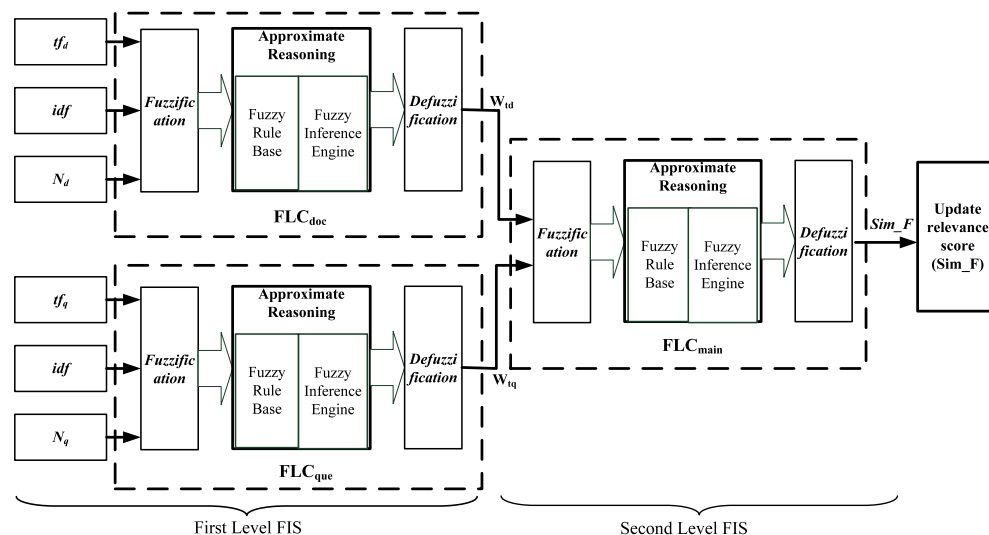 tf_d
idf
N_d
Fuzzific
ation
Approximate
Reasoning
Fuzzy
Rule
Base
Fuzzy
Inference
Engine
Defuzzi
fication
FLC_doc
W_td
tf_q
idf
N_q
Fuzzific
ation
Approximate
Reasoning
Fuzzy
Rule
Base
Fuzzy
Inference
Engine
Defuzzi
fication
FLC_que
W_tq
First Level FIS
Fuzzific
ation
Approximate
Reasoning
Fuzzy
Rule
Base
Fuzzy
Inference
Engine
Defuzzi
fication
FLC_main
Sim_F
Update
relevance
score
(Sim_F)
Second Level FIS